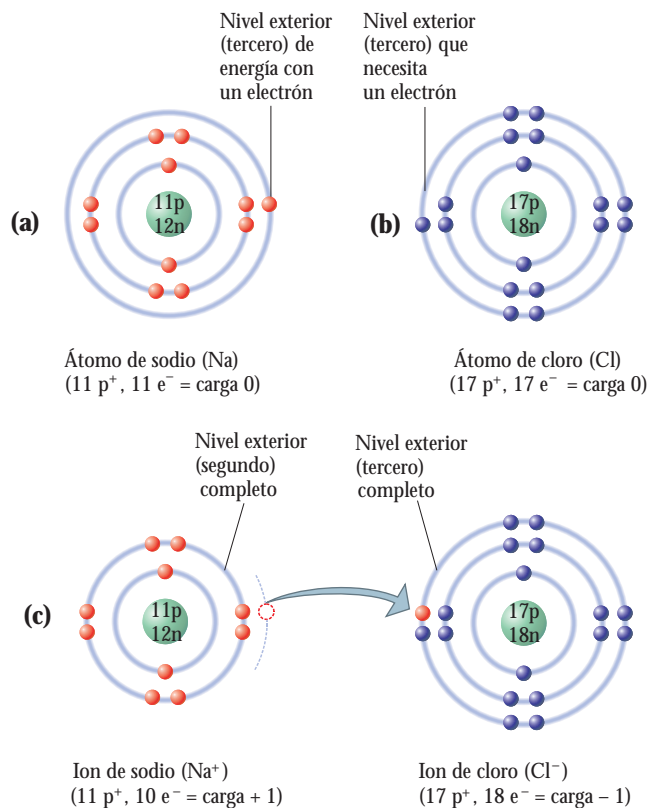 Nivel exterior
(tercero) de
energía con
un electrón
Nivel exterior
(tercero) que
necesita
un electrón
(a)
11p
12n
(b)
17p
18n
Átomo de sodio (Na)
(11 p⁺, 11 e⁻ = carga 0)
Átomo de cloro (Cl)
(17 p⁺, 17 e⁻ = carga 0)
Nivel exterior
(segundo)
completo
Nivel exterior
(tercero)
completo
(c)
11p
12n
17p
18n
Ion de sodio (Na⁺)
(11 p⁺, 10 e⁻ = carga + 1)
Ion de cloro (Cl⁻)
(17 p⁺, 18 e⁻ = carga – 1)